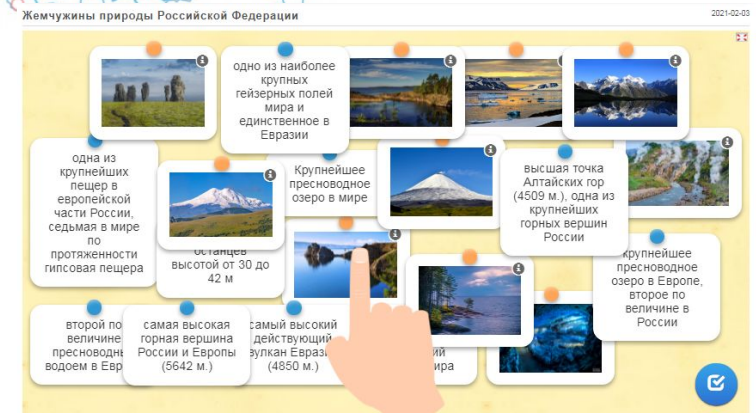 Жемчужины природы Российской Федерации
2021-02-03
одно из наиболее
крупных
гейзерных полей
мира и
единственное в
Евразии
одна из
крупнейших
пещер в
европейской
части России,
седьмая в мире
по
протяженности
гипсовая пещера
Крупнейшее
пресноводное
озеро в мире
высшая точка
Алтайских гор
(4509 м.), одна из
крупнейших
горных вершин
России
останцев
высотой от 30 до
42 м
крупнейшее
пресноводное
озеро в Европе,
второе по
величине в
России
второй по
величине
пресноводны
водоем в Евр
самая высокая
горная вершина
России и Европы
(5642 м.)
самый высокий
действующий
вулкан Еврази
(4850 м.)
ий
ира